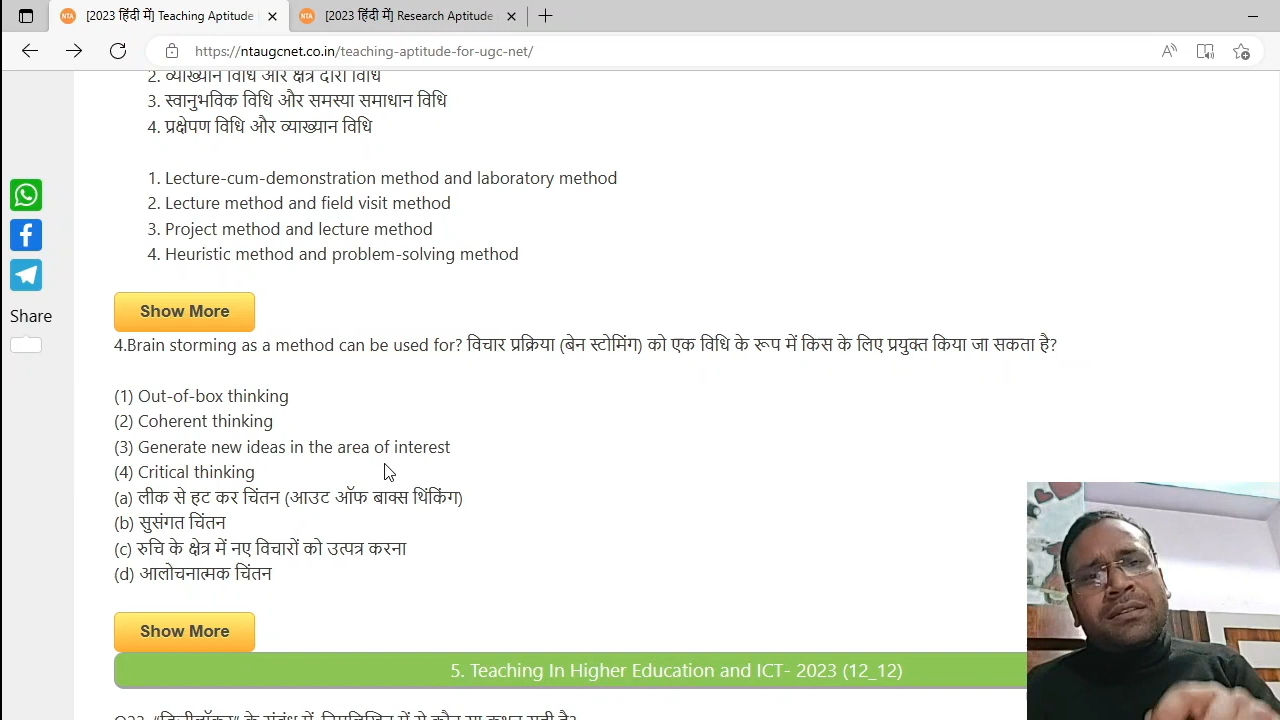 [2023 हिंदी में] Teaching Aptitude
[2023 हिंदी में] Research Aptitude
https://ntaugcnet.co.in/teaching-aptitude-for-ugc-net/
2. व्याख्यान विधि और क्षेत्र दौरा विधि
3. स्वानुभविक विधि और समस्या समाधान विधि
4. प्रक्षेपण विधि और व्याख्यान विधि
1. Lecture-cum-demonstration method and laboratory method
2. Lecture method and field visit method
3. Project method and lecture method
4. Heuristic method and problem-solving method
Share
Show More
4.Brain storming as a method can be used for? विचार प्रक्रिया (बेन स्टोमिंग) को एक विधि के रूप में किस के लिए प्रयुक्त किया जा सकता है?
(1) Out-of-box thinking
(2) Coherent thinking
(3) Generate new ideas in the area of interest
(4) Critical thinking
(a) लीक से हट कर चिंतन (आउट ऑफ बाक्स थिंकिंग)
(b) सुसंगत चिंतन
(c) रुचि के क्षेत्र में नए विचारों को उत्पत्र करना
(d) आलोचनात्मक चिंतन
Show More
5. Teaching In Higher Education and ICT- 2023 (12_12)